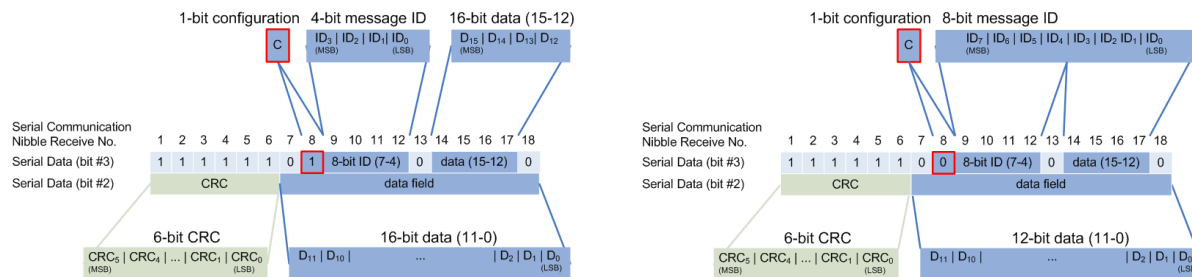 1-bit configuration 4-bit message ID 16-bit data (15-12)
C
ID3 | ID2 | ID1 | ID0
(MSB) (LSB)
D15 | D14 | D13 | D12
Serial Communication
Nibble Receive No.
1 2 3 4 5 6 7 8 9 10 11 12 13 14 15 16 17 18
Serial Data (bit #3) 1 1 1 1 1 1 0 1 8-bit ID (7-4) 0 data (15-12) 0
Serial Data (bit #2) CRC data field
6-bit CRC 16-bit data (11-0)
CRC5 | CRC4 | ... | CRC1 | CRC0
(MSB) (LSB)
D11 | D10 | ... | D2 | D1 | D0
(LSB)
1-bit configuration 8-bit message ID
C
ID7 | ID6 | ID5 | ID4 | ID3 | ID2 ID1 | ID0
(MSB) (LSB)
Serial Communication
Nibble Receive No.
1 2 3 4 5 6 7 8 9 10 11 12 13 14 15 16 17 18
Serial Data (bit #3) 1 1 1 1 1 1 0 0 8-bit ID (7-4) 0 data (15-12) 0
Serial Data (bit #2) CRC data field
6-bit CRC 12-bit data (11-0)
CRC5 | CRC4 | ... | CRC1 | CRC0
(MSB) (LSB)
D11 | D10 | ... | D2 | D1 | D0
(LSB)